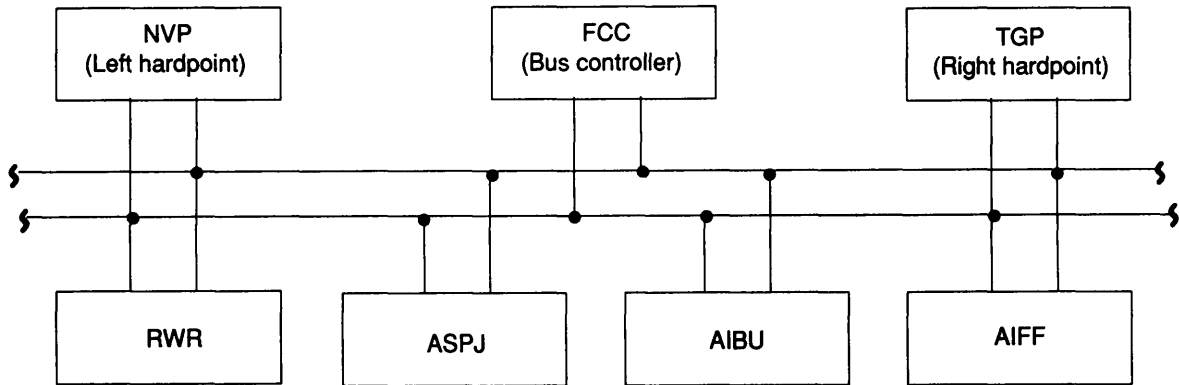 NVP
(Left hardpoint)
FCC
(Bus controller)
TGP
(Right hardpoint)
RWR
ASPJ
AIBU
AIFF